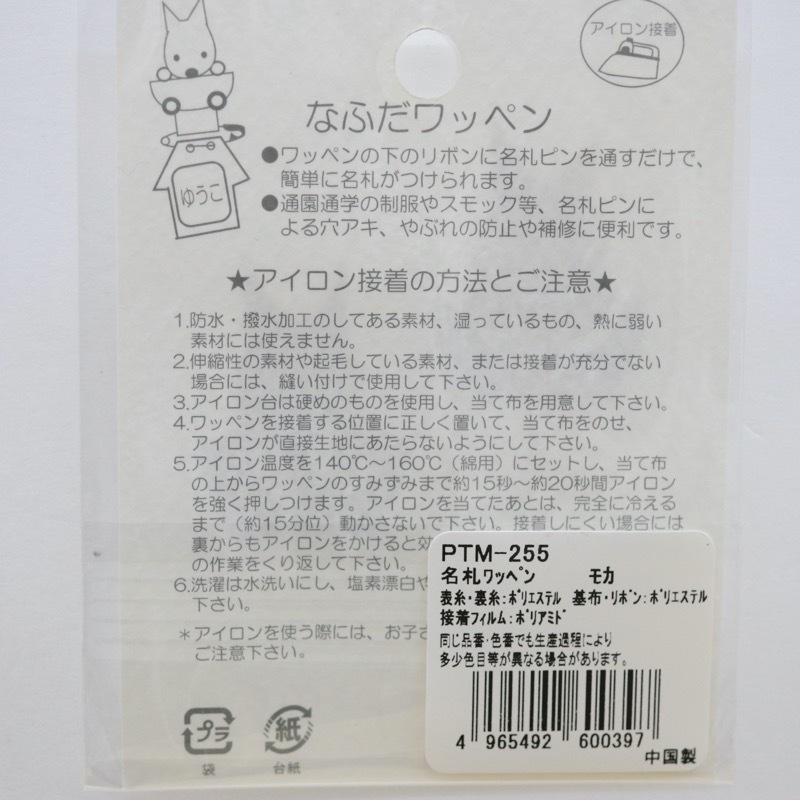 アイロン接着
なふだワッペン
●ワッペンの下のリボンに名札ピンを通すだけで、
簡単に名札がつけられます。
●通園通学の制服やスモック等、名札ピンに
よる穴アキ、やぶれの防止や補修に便利です。
ゆうこ
★アイロン接着の方法とご注意★
1.防水・撥水加工のしてある素材、湿っているもの、熱に弱い
素材には使えません。
2.伸縮性の素材や起毛している素材、または接着が充分でない
場合には、縫い付けで使用して下さい。
3.アイロン台は硬めのものを使用し、当て布を用意して下さい。
4.ワッペンを接着する位置に正しく置いて、当て布をのせ、
アイロンが直接生地にあたらないようにして下さい。
5.アイロン温度を140℃〜160℃（綿用）にセットし、当て布
の上からワッペンのすみずみまで約15秒〜約20秒間アイロン
を強く押しつけます。アイロンを当てたあとは、完全に冷える
まで（約15分位）動かさないで下さい。接着しにくい場合には
裏からもアイロンをかけると効
の作業をくり返して下さい。
6.洗濯は水洗いにし、塩素漂白や
下さい。
＊アイロンを使う際には、お子さ
ご注意下さい。
プラ
袋
紙
台紙
PTM-255
名札ﾜｯﾍﾟﾝ モカ
表糸・裏糸:ﾎﾟﾘｴｽﾃﾙ 基布・ﾘﾎﾞﾝ:ﾎﾟﾘｴｽﾃﾙ
接着ﾌｨﾙﾑ:ﾎﾟﾘｱﾐﾄﾞ
同じ品番・色番でも生産過程により
多少色目等が異なる場合があります。
4 965492 600397
中国製